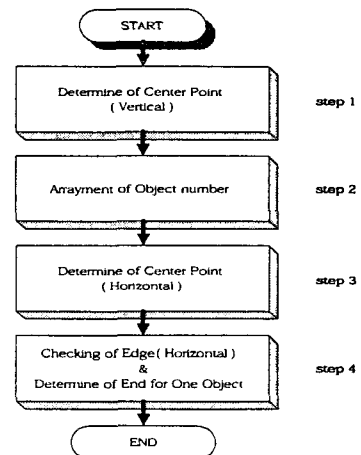 START
Determine of Center Point
( Vertical )
step 1
Arrayment of Object number
step 2
Determine of Center Point
( Horizontal )
step 3
Checking of Edge( Horizontal )
&
Determine of End for One Object
step 4
END